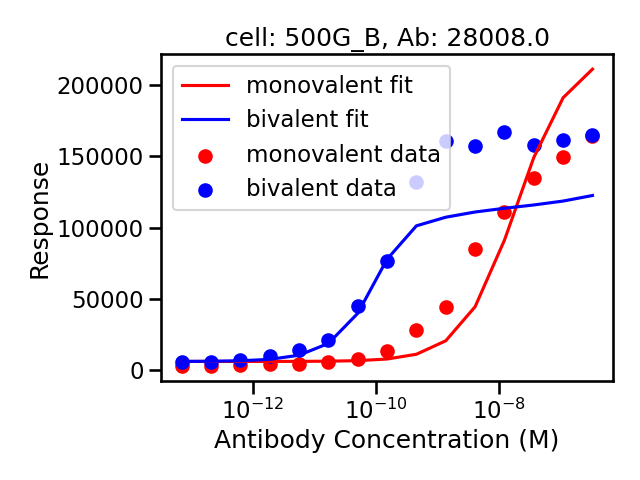 cell: 500G_B, Ab: 28008.0
monovalent fit
bivalent fit
monovalent data
bivalent data
200000
150000
100000
50000
0
Response
10⁻¹² 10⁻¹⁰ 10⁻⁸
Antibody Concentration (M)